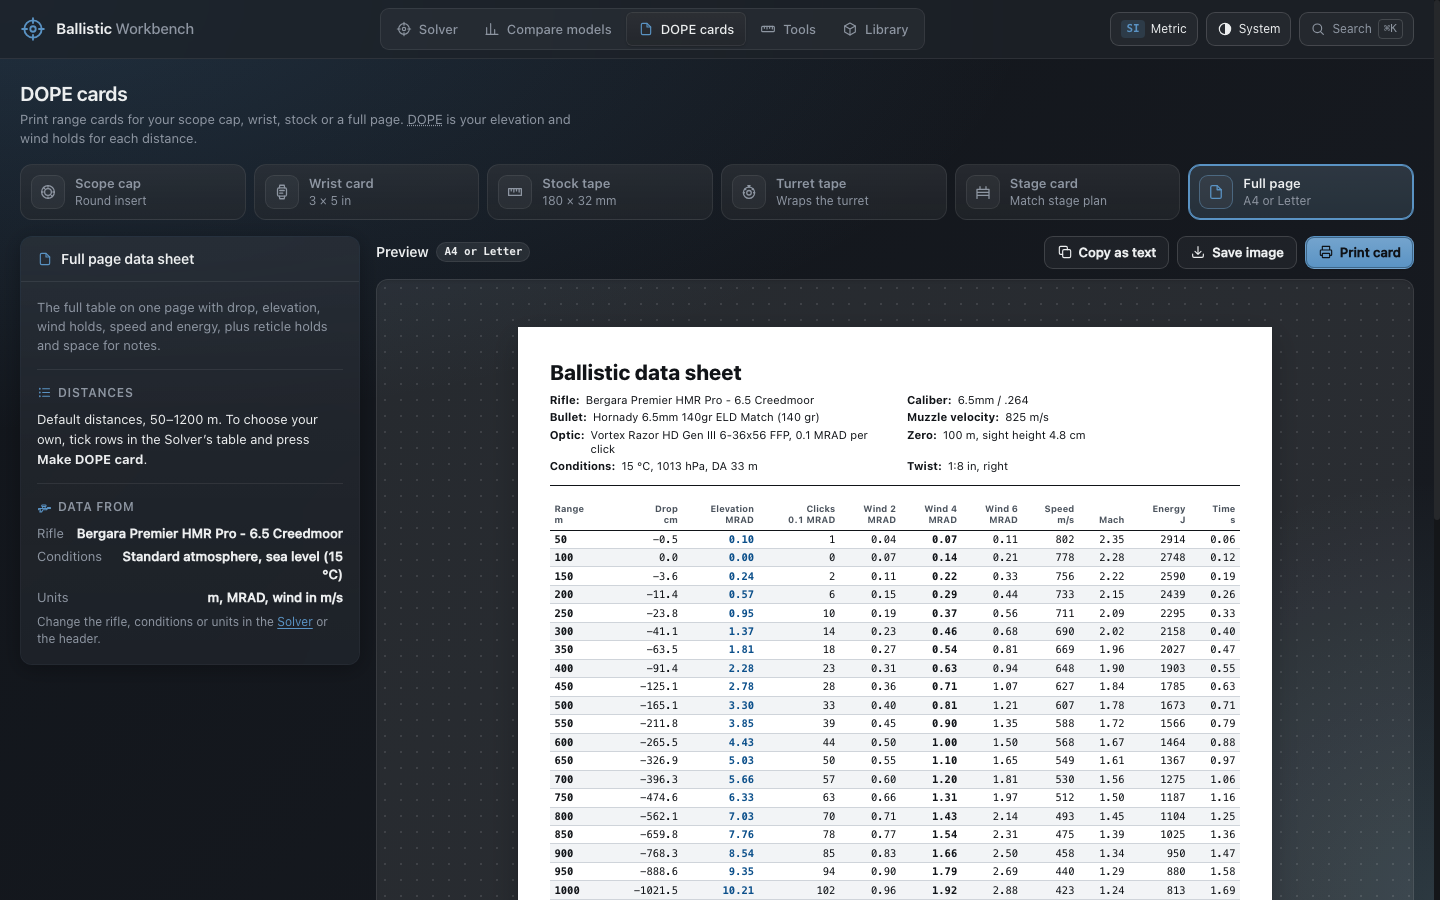 Ballistic Workbench
Solver
Compare models
DOPE cards
Tools
Library
SI Metric
System
Search ⌘K
DOPE cards
Print range cards for your scope cap, wrist, stock or a full page. DOPE is your elevation and
wind holds for each distance.
Scope cap
Round insert
Wrist card
3 × 5 in
Stock tape
180 × 32 mm
Turret tape
Wraps the turret
Stage card
Match stage plan
Full page
A4 or Letter
Full page data sheet
The full table on one page with drop, elevation,
wind holds, speed and energy, plus reticle holds
and space for notes.
DISTANCES
Default distances, 50–1200 m. To choose your
own, tick rows in the Solver's table and press
Make DOPE card.
DATA FROM
Rifle Bergara Premier HMR Pro - 6.5 Creedmoor
Conditions Standard atmosphere, sea level (15
°C)
Units m, MRAD, wind in m/s
Change the rifle, conditions or units in the Solver or
the header.
Preview A4 or Letter
Copy as text
Save image
Print card
Ballistic data sheet
Rifle: Bergara Premier HMR Pro - 6.5 Creedmoor Caliber: 6.5mm / .264
Bullet: Hornady 6.5mm 140gr ELD Match (140 gr) Muzzle velocity: 825 m/s
Optic: Vortex Razor HD Gen III 6-36x56 FFP, 0.1 MRAD per Zero: 100 m, sight height 4.8 cm
click
Conditions: 15 °C, 1013 hPa, DA 33 m Twist: 1:8 in, right
Range Drop Elevation Clicks Wind 2 Wind 4 Wind 6 Speed Energy Time
m cm MRAD 0.1 MRAD MRAD MRAD MRAD m/s Mach J s
50 −0.5 0.10 1 0.04 0.07 0.11 802 2.35 2914 0.06
100 0.0 0.00 0 0.07 0.14 0.21 778 2.28 2748 0.12
150 −3.6 0.24 2 0.11 0.22 0.33 756 2.22 2590 0.19
200 −11.4 0.57 6 0.15 0.29 0.44 733 2.15 2439 0.26
250 −23.8 0.95 10 0.19 0.37 0.56 711 2.09 2295 0.33
300 −41.1 1.37 14 0.23 0.46 0.68 690 2.02 2158 0.40
350 −63.5 1.81 18 0.27 0.54 0.81 669 1.96 2027 0.47
400 −91.4 2.28 23 0.31 0.63 0.94 648 1.90 1903 0.55
450 −125.1 2.78 28 0.36 0.71 1.07 627 1.84 1785 0.63
500 −165.1 3.30 33 0.40 0.81 1.21 607 1.78 1673 0.71
550 −211.8 3.85 39 0.45 0.90 1.35 588 1.72 1566 0.79
600 −265.5 4.43 44 0.50 1.00 1.50 568 1.67 1464 0.88
650 −326.9 5.03 50 0.55 1.10 1.65 549 1.61 1367 0.97
700 −396.3 5.66 57 0.60 1.20 1.81 530 1.56 1275 1.06
750 −474.6 6.33 63 0.66 1.31 1.97 512 1.50 1187 1.16
800 −562.1 7.03 70 0.71 1.43 2.14 493 1.45 1104 1.25
850 −659.8 7.76 78 0.77 1.54 2.31 475 1.39 1025 1.36
900 −768.3 8.54 85 0.83 1.66 2.50 458 1.34 950 1.47
950 −888.6 9.35 94 0.90 1.79 2.69 440 1.29 880 1.58
1000 −1021.5 10.21 102 0.96 1.92 2.88 423 1.24 813 1.69